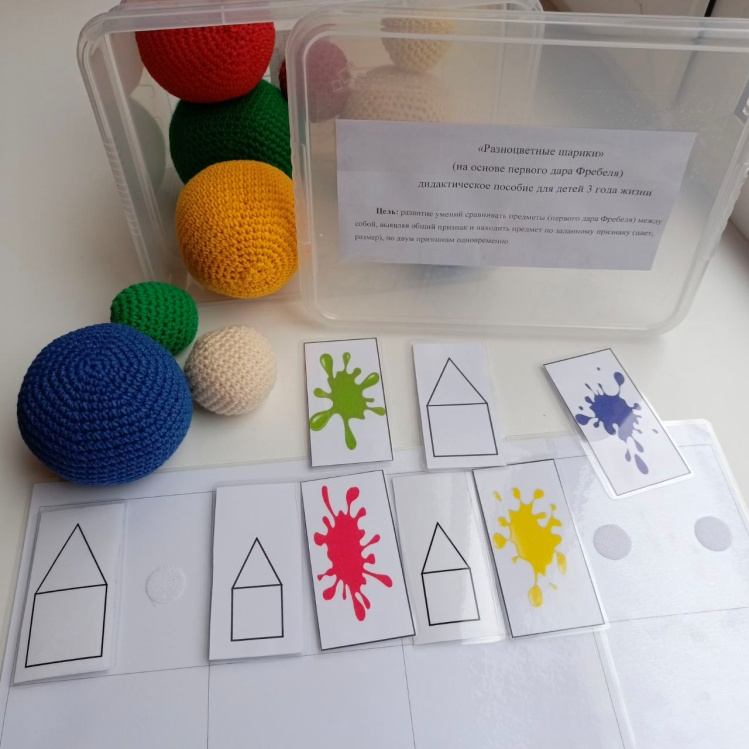 «Разноцветные шарики»
(на основе первого дара Фребеля)
дидактическое пособие для детей 3 года жизни
Цель: развитие умений сравнивать предметы (первого дара Фребеля) между
собой, выявляя общий признак и находить предмет по заданному признаку (цвет,
размер), по двум признакам одновременно